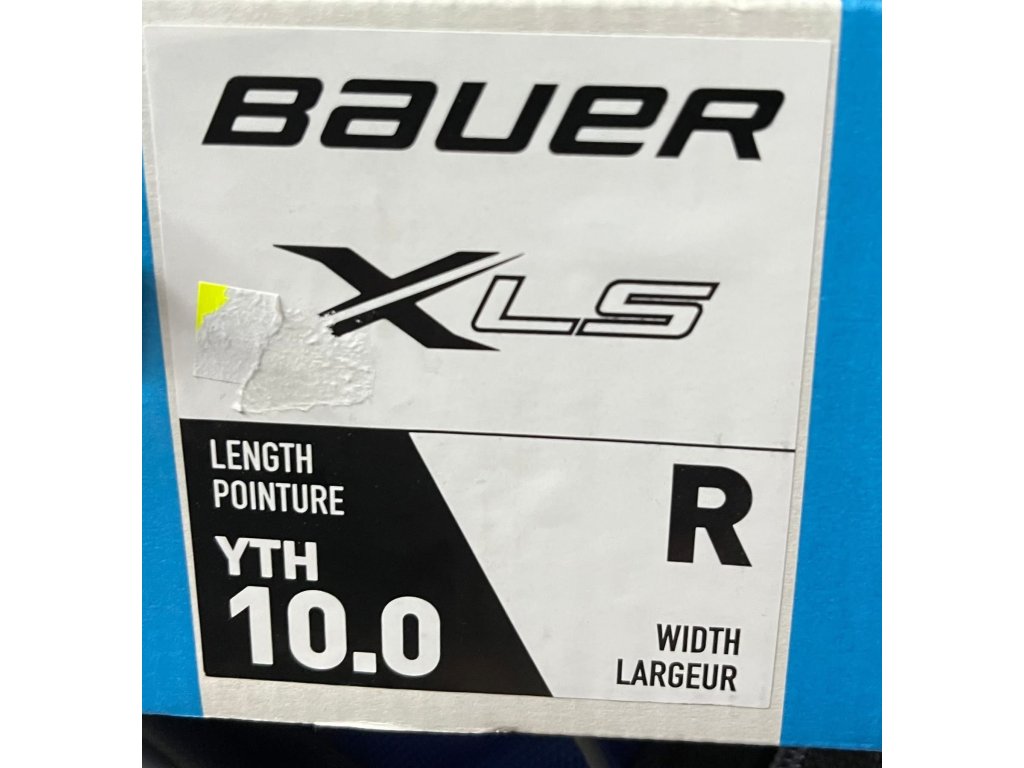 BAUER
XLS
LENGTH
POINTURE
YTH
10.0
R
WIDTH
LARGEUR